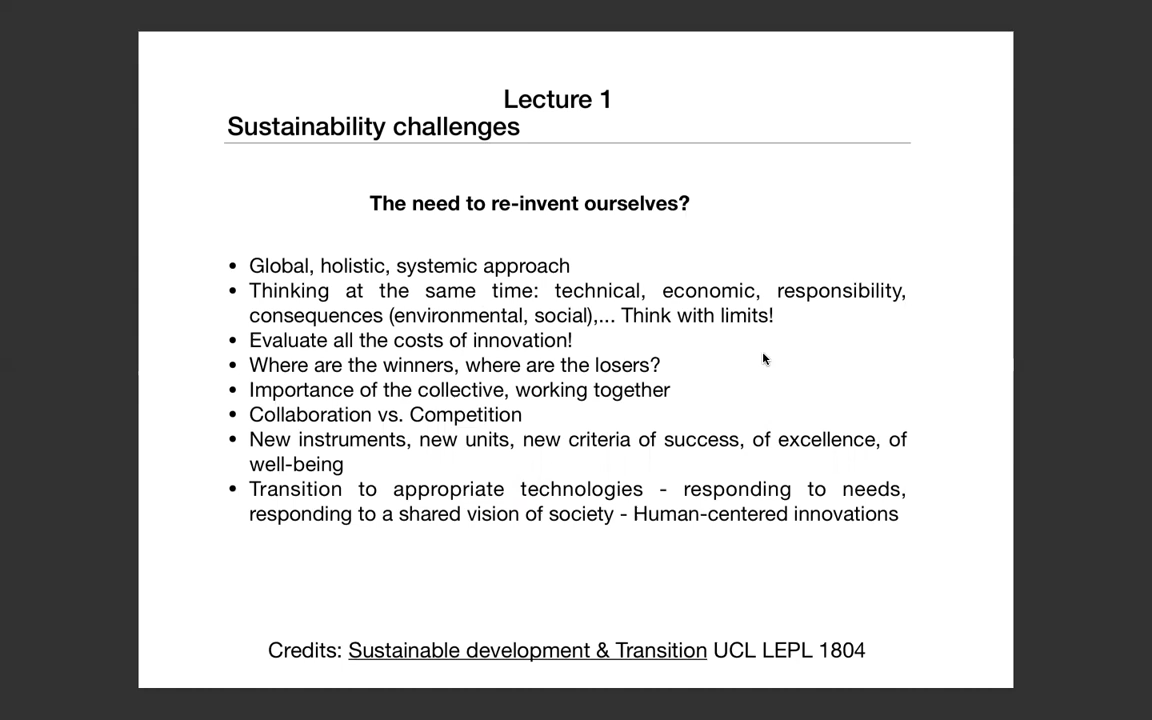 Lecture 1
Sustainability challenges
The need to re-invent ourselves?
• Global, holistic, systemic approach
• Thinking at the same time: technical, economic, responsibility,
consequences (environmental, social),... Think with limits!
• Evaluate all the costs of innovation!
• Where are the winners, where are the losers?
• Importance of the collective, working together
• Collaboration vs. Competition
• New instruments, new units, new criteria of success, of excellence, of
well-being
• Transition to appropriate technologies - responding to needs,
responding to a shared vision of society - Human-centered innovations
Credits: Sustainable development & Transition UCL LEPL 1804